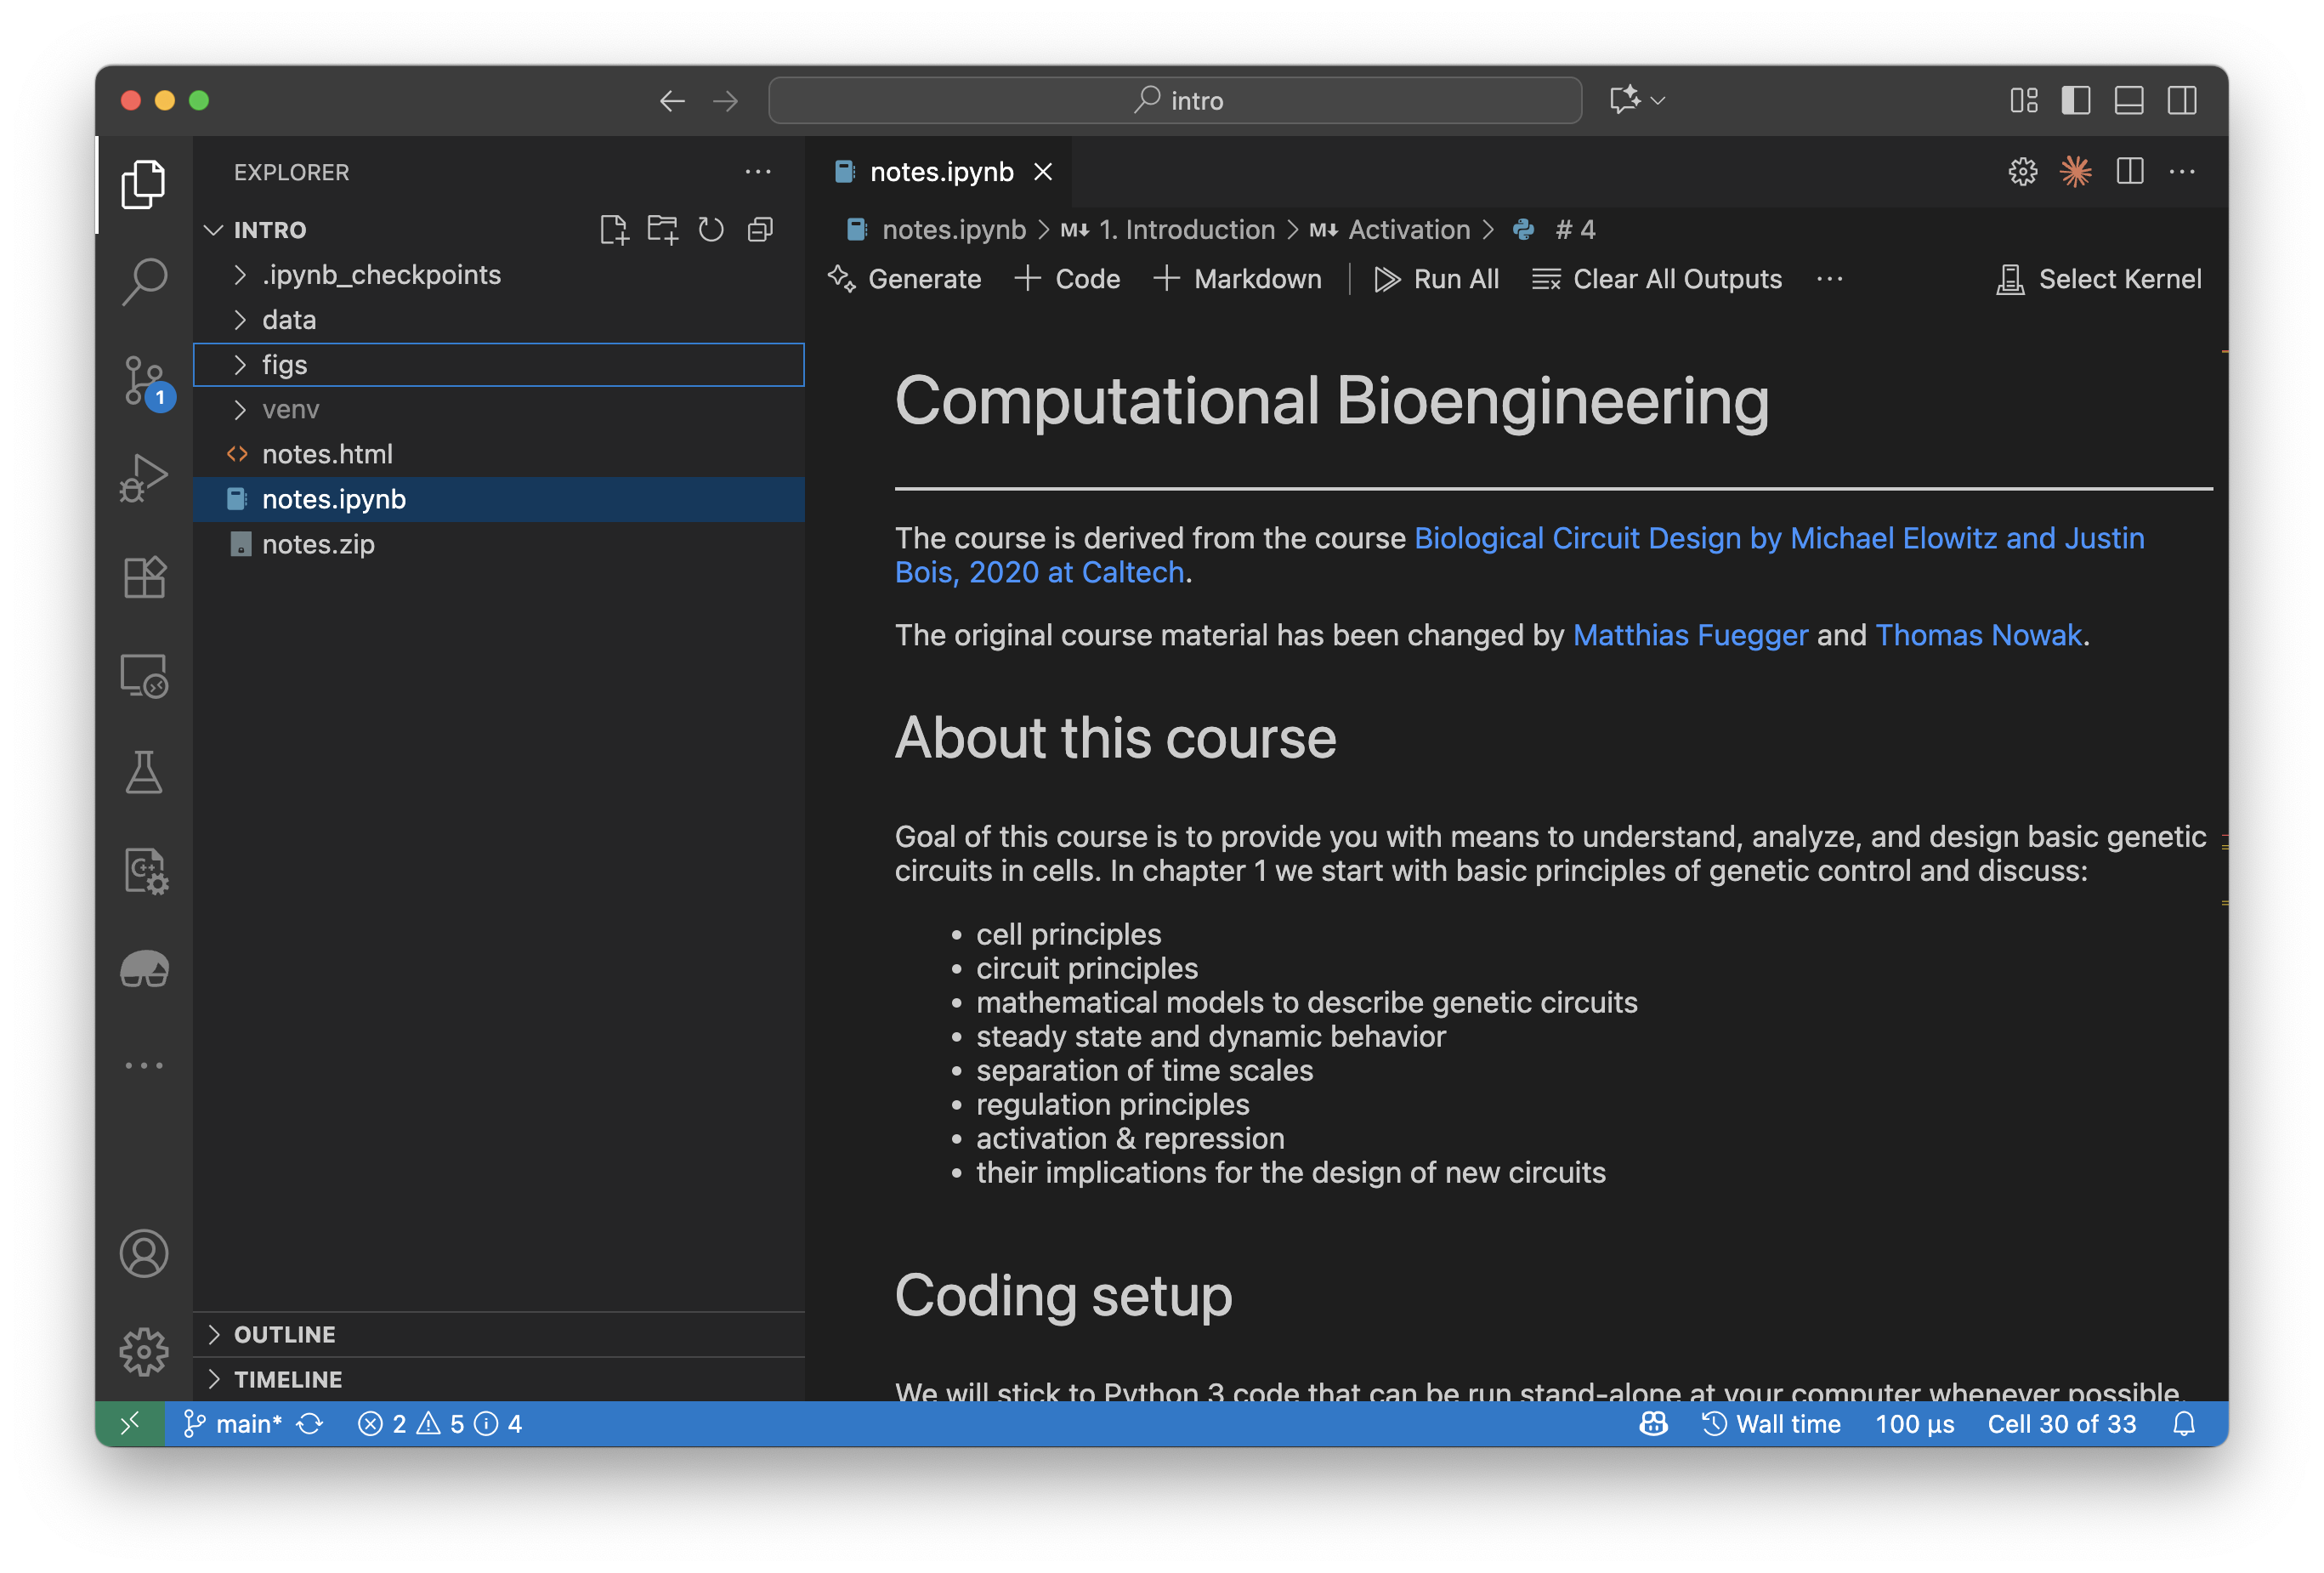 intro
EXPLORER
INTRO
.ipynb_checkpoints
data
figs
venv
notes.html
notes.ipynb
notes.zip
OUTLINE
TIMELINE
1
C++
notes.ipynb
notes.ipynb > M↓ 1. Introduction > M↓ Activation > # 4
Generate + Code + Markdown | Run All Clear All Outputs ... Select Kernel
Computational Bioengineering
The course is derived from the course Biological Circuit Design by Michael Elowitz and Justin
Bois, 2020 at Caltech.
The original course material has been changed by Matthias Fuegger and Thomas Nowak.
About this course
Goal of this course is to provide you with means to understand, analyze, and design basic genetic
circuits in cells. In chapter 1 we start with basic principles of genetic control and discuss:
• cell principles
• circuit principles
• mathematical models to describe genetic circuits
• steady state and dynamic behavior
• separation of time scales
• regulation principles
• activation & repression
• their implications for the design of new circuits
Coding setup
We will stick to Python 3 code that can be run stand-alone at your computer whenever possible.
main* 2 5 4 Wall time 100 µs Cell 30 of 33